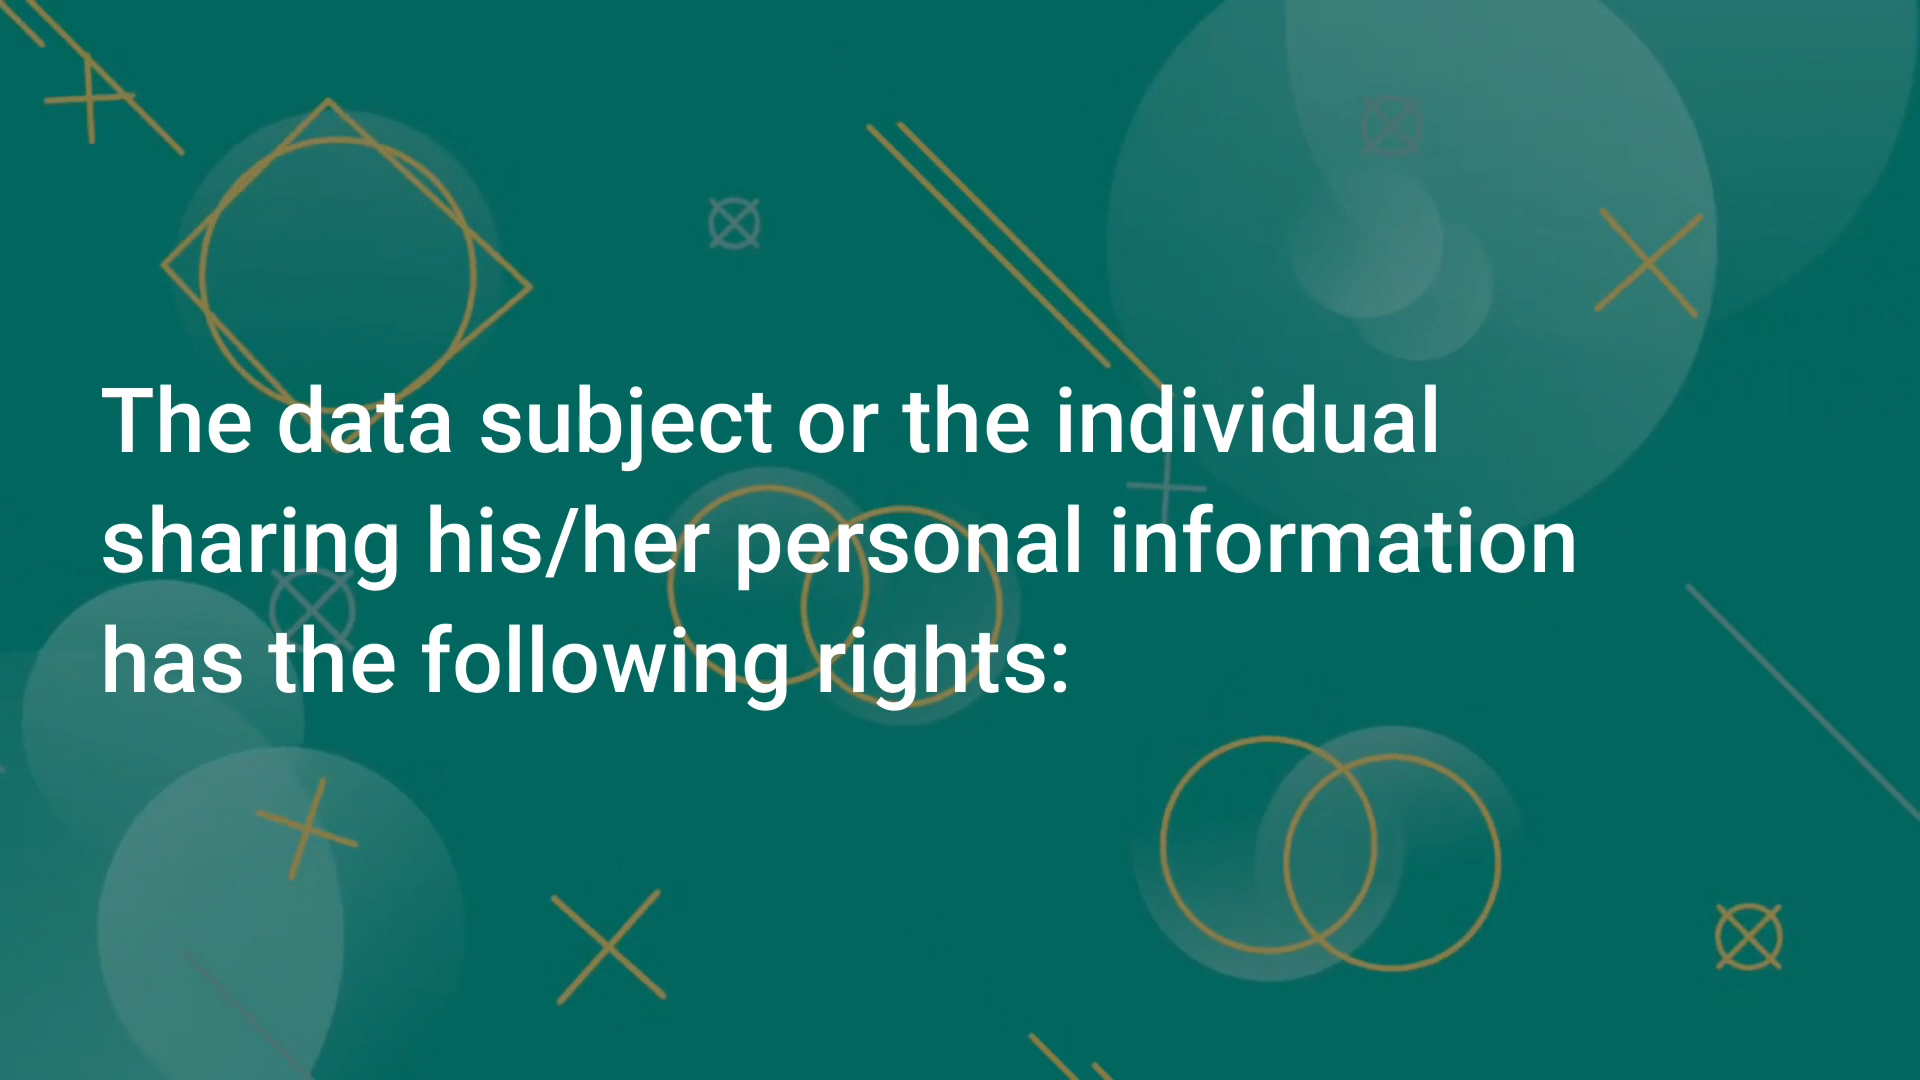 The data subject or the individual
sharing his/her personal information
has the following rights: